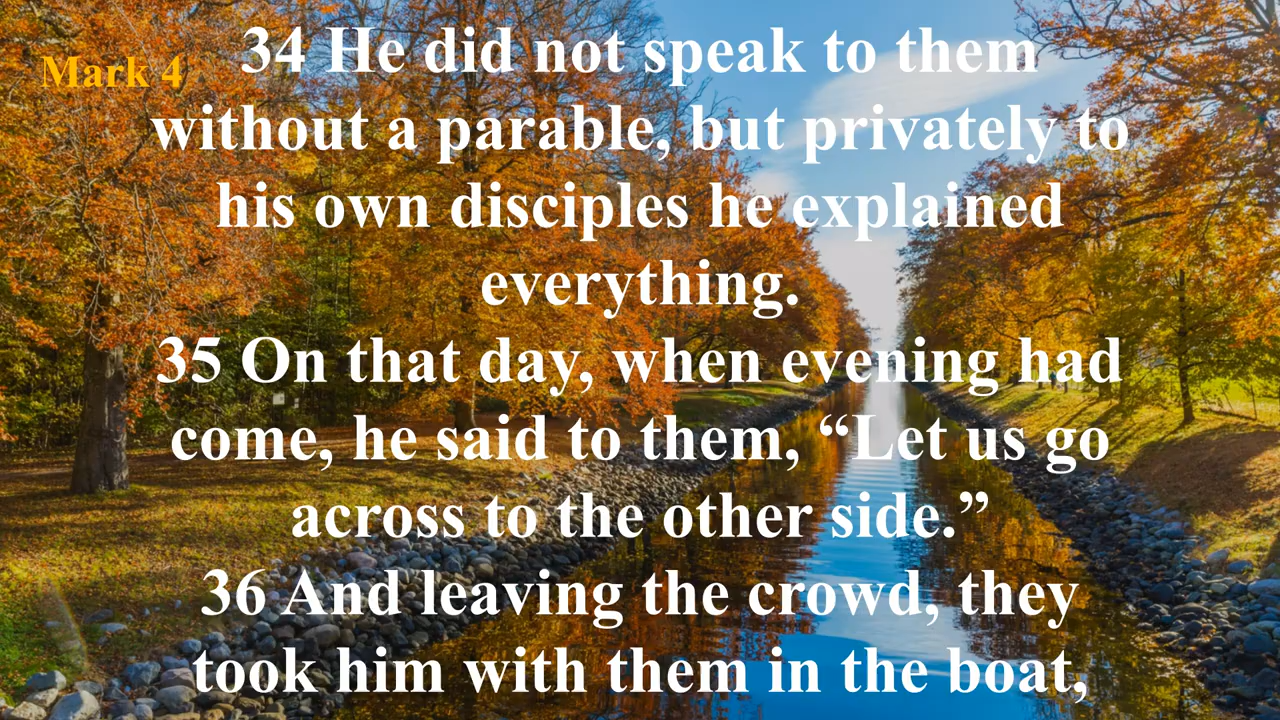 Mark 4
34 He did not speak to them
without a parable, but privately to
his own disciples he explained
everything.
35 On that day, when evening had
come, he said to them, “Let us go
across to the other side.”
36 And leaving the crowd, they
took him with them in the boat,